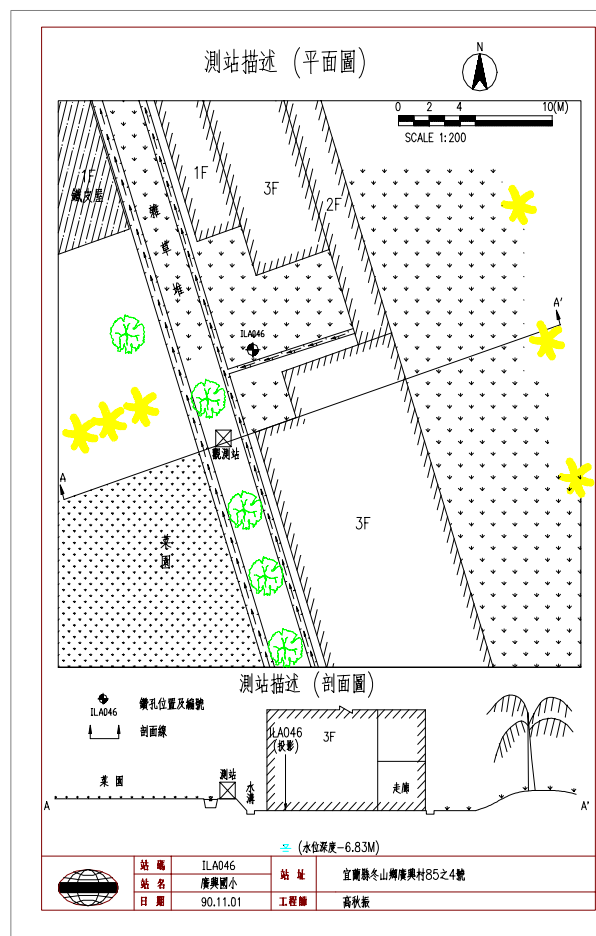 測站描述 (平面圖)
N
0 2 4 10(M)
SCALE 1:200
1F
鐵皮屋
雜草堆
1F
3F
2F
A'
ILA046
觀測站
A
菜園
3F
測站描述 (剖面圖)
ILA046
鑽孔位置及編號
剖面線
ILA046
(投影)
3F
測站
水溝
菜園
走廊
A
A'
(水位深度-6.83M)
站碼 ILA046 站址 宜蘭縣冬山鄉廣興村85之4號
站名 廣興國小
日期 90.11.01 工程師 高秋振